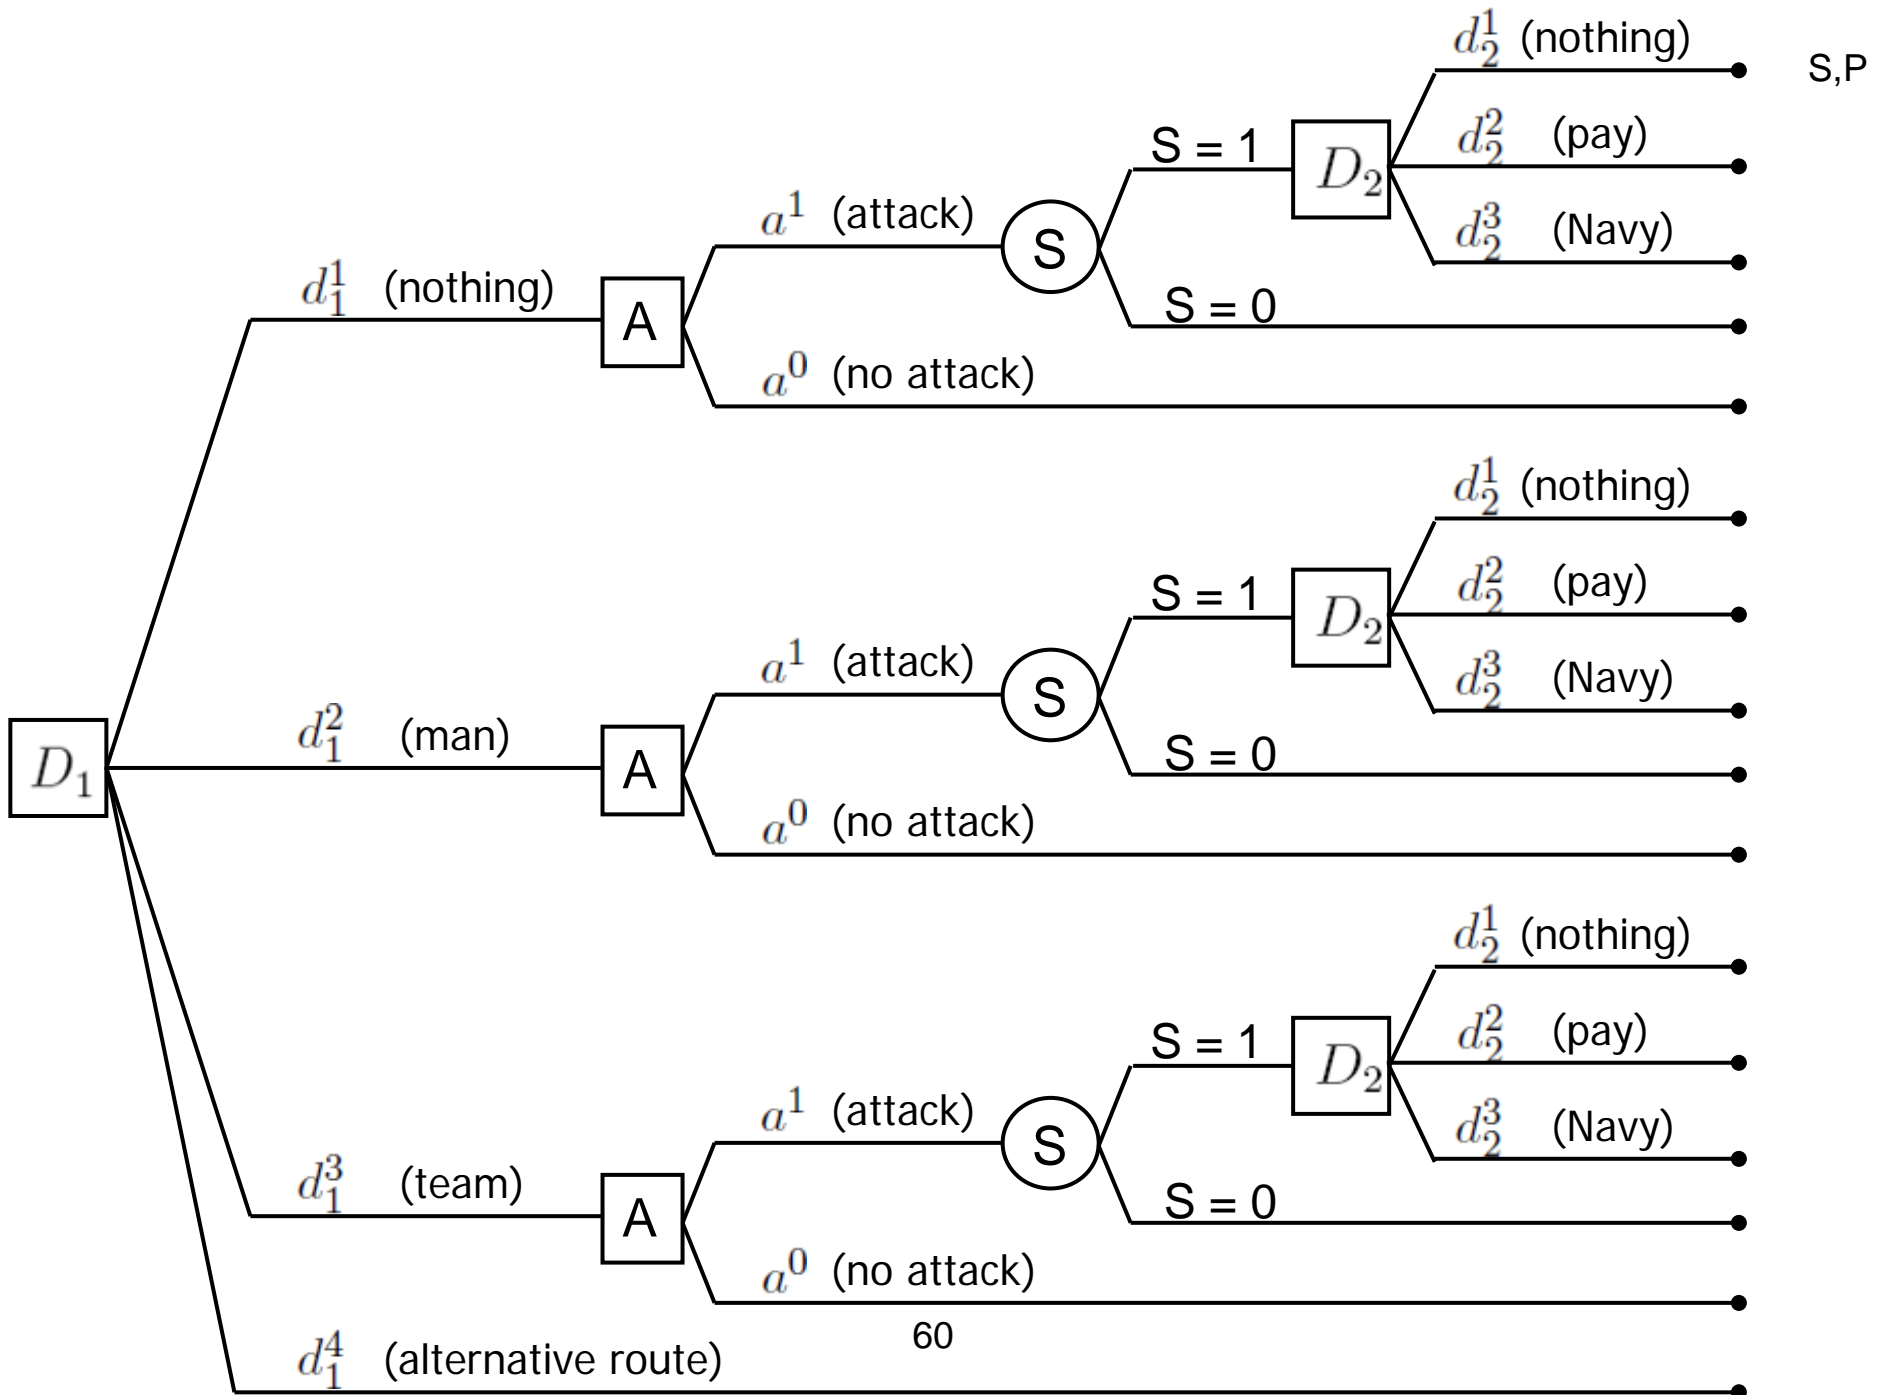 d_2^1 (nothing)
S,P
d_2^2 (pay)
S = 1
D_2
a^1 (attack)
d_2^3 (Navy)
S
d_1^1 (nothing)
S = 0
A
a^0 (no attack)
d_2^1 (nothing)
d_2^2 (pay)
S = 1
D_2
a^1 (attack)
d_2^3 (Navy)
S
d_1^2 (man)
S = 0
D_1
A
a^0 (no attack)
d_2^1 (nothing)
d_2^2 (pay)
S = 1
D_2
a^1 (attack)
d_2^3 (Navy)
S
d_1^3 (team)
S = 0
A
a^0 (no attack)
60
d_1^4 (alternative route)